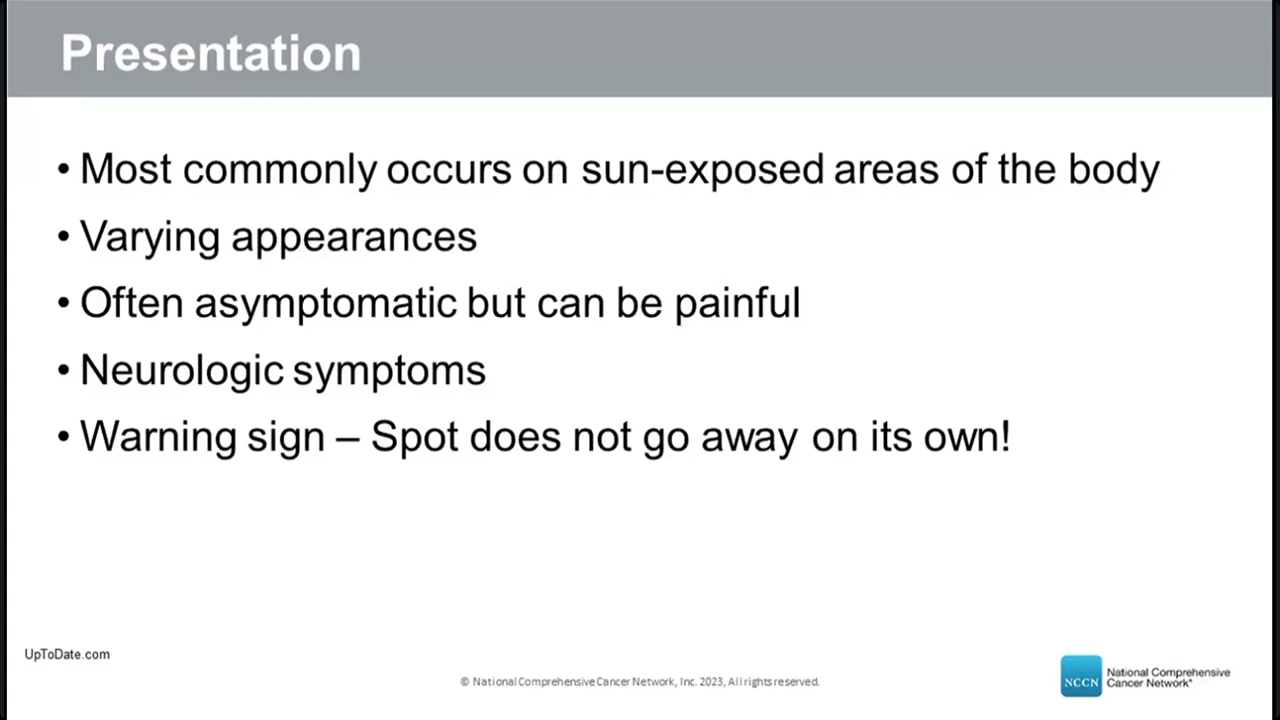 Presentation
• Most commonly occurs on sun-exposed areas of the body
• Varying appearances
• Often asymptomatic but can be painful
• Neurologic symptoms
• Warning sign – Spot does not go away on its own!
UpToDate.com
© National Comprehensive Cancer Network, Inc. 2023, All rights reserved.
NCCN
National Comprehensive
Cancer Network®